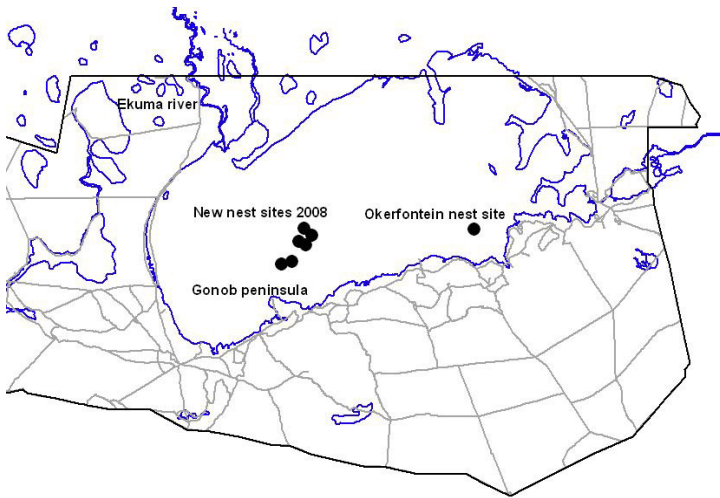 Ekuma river
New nest sites 2008
Okerfontein nest site
Gonob peninsula